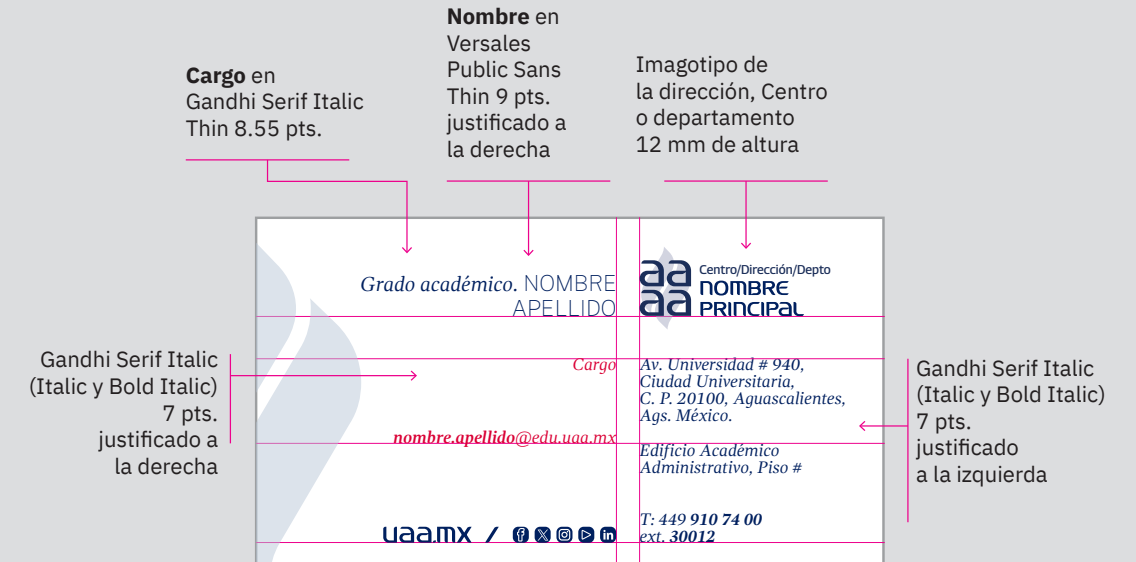 Cargo en
Gandhi Serif Italic
Thin 8.55 pts.
Nombre en
Versales
Public Sans
Thin 9 pts.
justificado a
la derecha
Imagotipo de
la dirección, Centro
o departamento
12 mm de altura
Grado académico. NOMBRE
APELLIDO
aa
aa
Centro/Dirección/Depto
NOMBRE
PRINCIPAL
Gandhi Serif Italic
(Italic y Bold Italic)
7 pts.
justificado a
la derecha
Cargo
nombre.apellido@edu.uaa.mx
uaa.mx /
Av. Universidad # 940,
Ciudad Universitaria,
C. P. 20100, Aguascalientes,
Ags. México.
Edificio Académico
Administrativo, Piso #
T: 449 910 74 00
ext. 30012
Gandhi Serif Italic
(Italic y Bold Italic)
7 pts.
justificado
a la izquierda